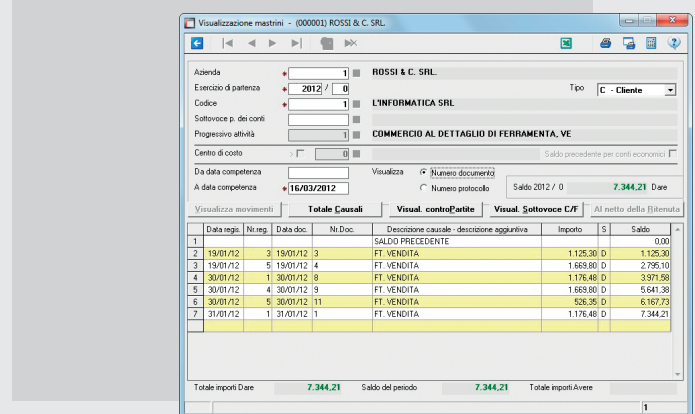 Visualizzazione mastrini - (000001) ROSSI & C. SRL.
Azienda 1 ROSSI & C. SRL.
Esercizio di partenza 2012 / 0 Tipo C - Cliente
Codice 1 L'INFORMATICA SRL
Sottovoce p. dei conti
Progressivo attività 1 COMMERCIO AL DETTAGLIO DI FERRAMENTA, VE
Centro di costo > 0 Saldo precedente per conti economici
Da data competenza Visualizza Numero documento
A data competenza 16/03/2012 Numero protocollo Saldo 2012 / 0 7.344,21 Dare
Visualizza movimenti Totale Causali Visual. controPartite Visual. Sottovoce C/F Al netto della Ritenuta
Data regis. Nr.reg. Data doc. Nr.Doc. Descrizione causale - descrizione aggiuntiva Importo S Saldo
1 SALDO PRECEDENTE 0,00
2 19/01/12 3 19/01/12 3 FT. VENDITA 1.125,30 D 1.125,30
3 19/01/12 5 19/01/12 4 FT. VENDITA 1.669,80 D 2.795,10
4 30/01/12 1 30/01/12 8 FT. VENDITA 1.176,48 D 3.971,58
5 30/01/12 4 30/01/12 9 FT. VENDITA 1.669,80 D 5.641,38
6 30/01/12 5 30/01/12 11 FT. VENDITA 526,35 D 6.167,73
7 31/01/12 1 31/01/12 1 FT. VENDITA 1.176,48 D 7.344,21
Totale importi Dare 7.344,21 Saldo del periodo 7.344,21 Totale importi Avere
1